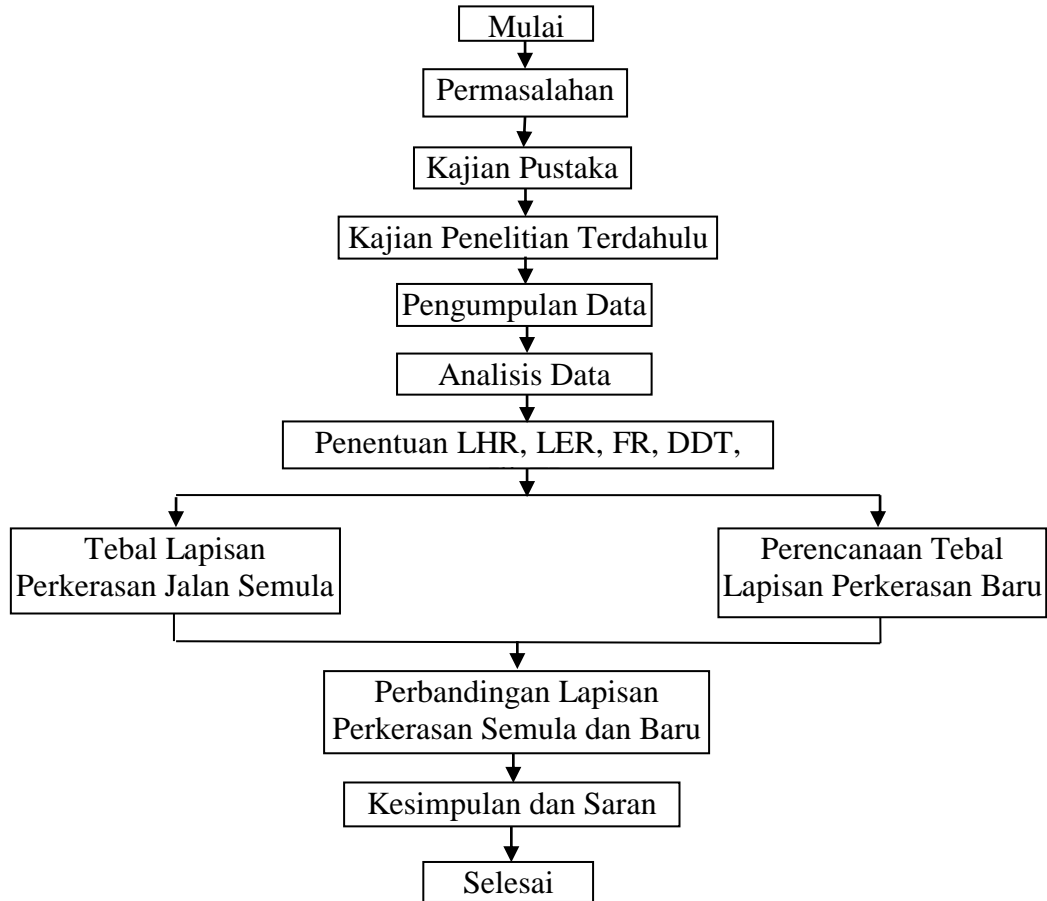 Mulai
Permasalahan
Kajian Pustaka
Kajian Penelitian Terdahulu
Pengumpulan Data
Analisis Data
Penentuan LHR, LER, FR, DDT,
Tebal Lapisan
Perkerasan Jalan Semula
Perencanaan Tebal
Lapisan Perkerasan Baru
Perbandingan Lapisan
Perkerasan Semula dan Baru
Kesimpulan dan Saran
Selesai